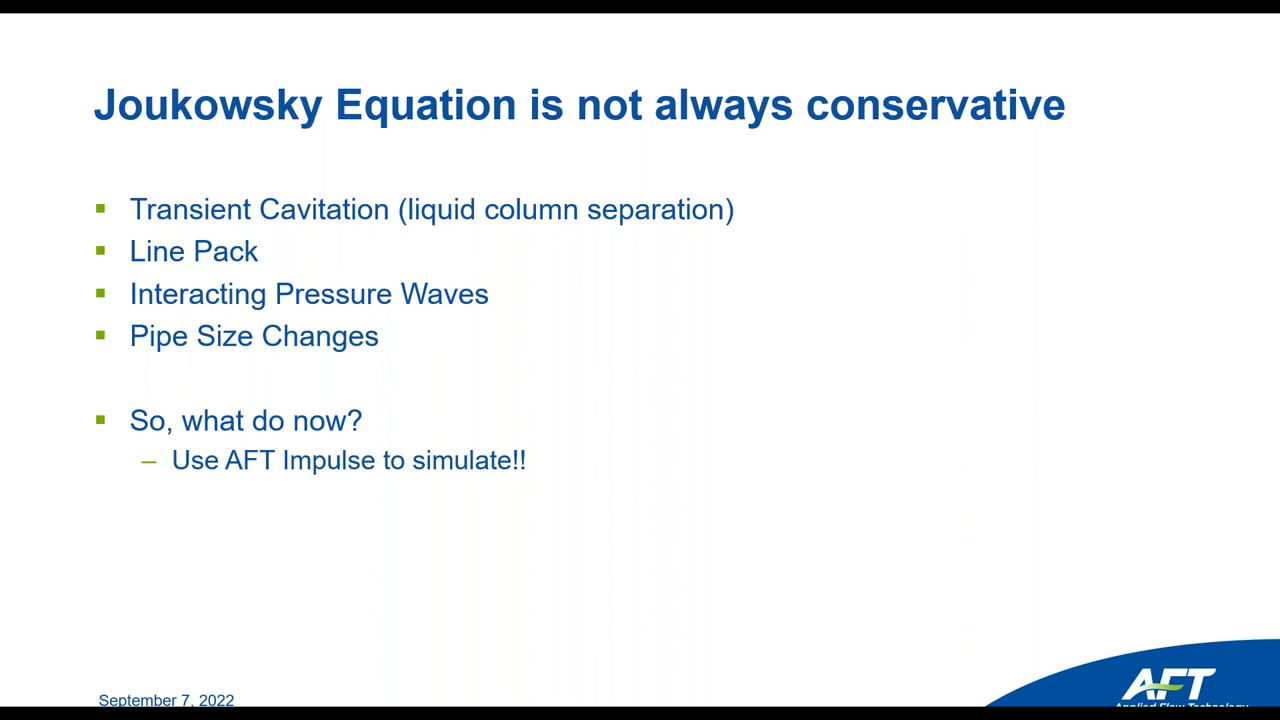 Joukowsky Equation is not always conservative
Transient Cavitation (liquid column separation)
Line Pack
Interacting Pressure Waves
Pipe Size Changes
So, what do now?
– Use AFT Impulse to simulate!!
September 7, 2022
AFT
Applied Flow Technology